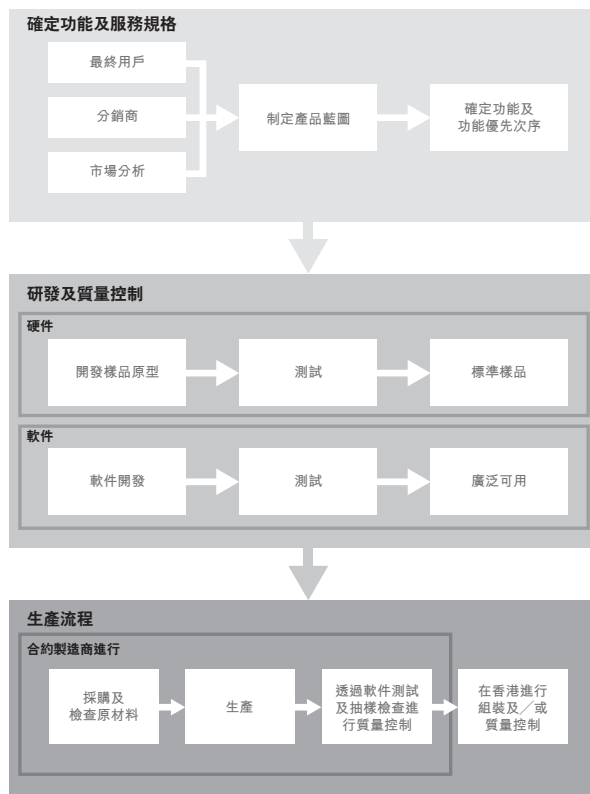 確定功能及服務規格
最終用戶
分銷商
市場分析
制定產品藍圖
確定功能及
功能優先次序
研發及質量控制
硬件
開發樣品原型
測試
標準樣品
軟件
軟件開發
測試
廣泛可用
生產流程
合約製造商進行
採購及
檢查原材料
生產
透過軟件測試
及抽樣檢查進
行質量控制
在香港進行
組裝及╱或
質量控制